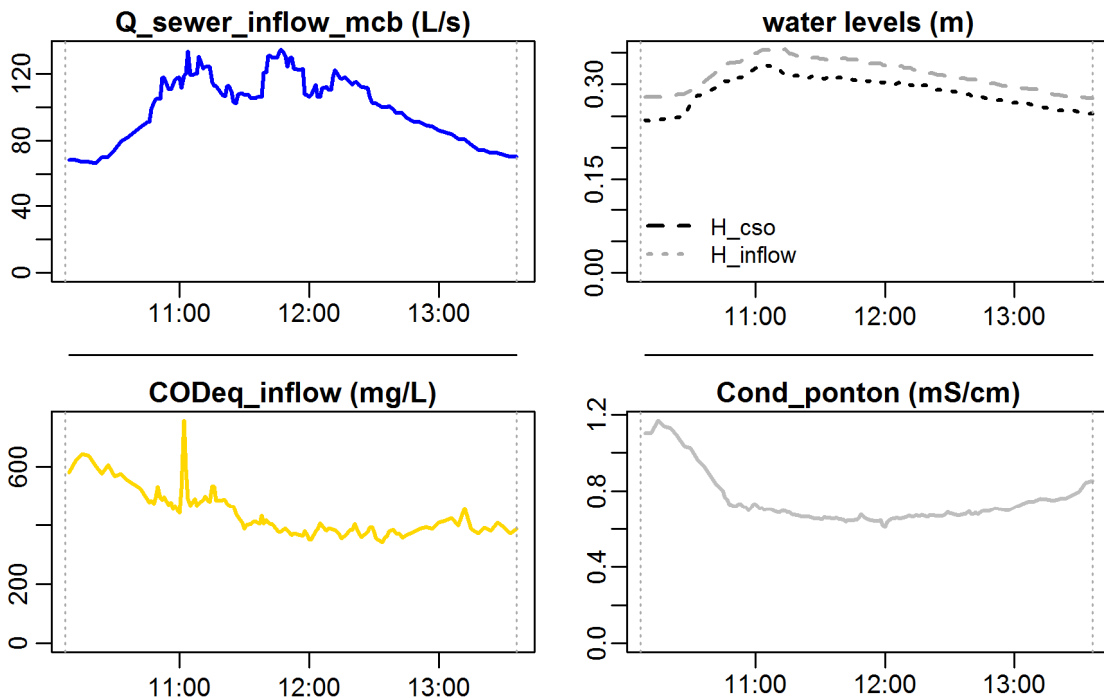 Q_sewer_inflow_mcb (L/s)
120
80
40
0
11:00 12:00 13:00
water levels (m)
0.30
0.15
0.00
H_cso
H_inflow
11:00 12:00 13:00
CODeq_inflow (mg/L)
600
200
0
11:00 12:00 13:00
Cond_ponton (mS/cm)
1.2
0.8
0.4
0.0
11:00 12:00 13:00